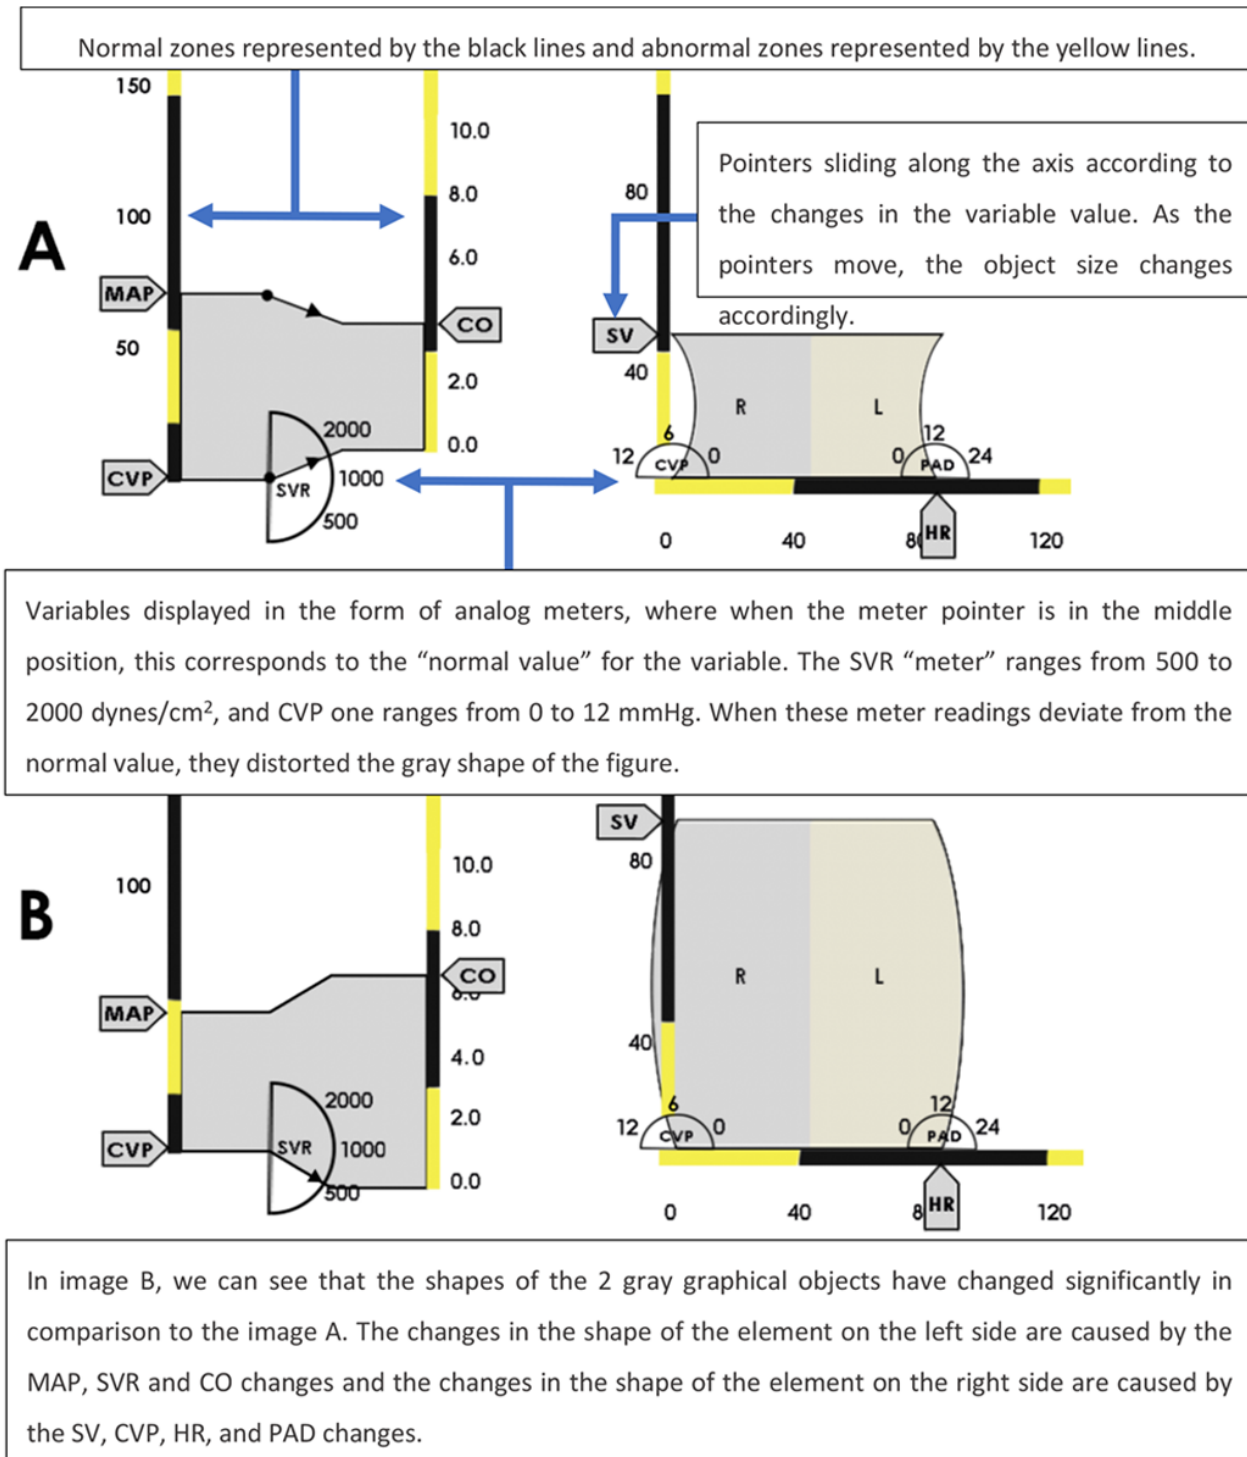 Normal zones represented by the black lines and abnormal zones represented by the yellow lines.
150
10.0
Pointers sliding along the axis according to
80
8.0
the changes in the variable value. As the
100
A
6.0
pointers move, the object size changes
MAP
accordingly.
CO
SV
50
40
2.0
R
L
2000
6
12
0.0
12
CVP
0
0
PAD
24
CVP
SVR
1000
500
0
40
80
HR
120
Variables displayed in the form of analog meters, where when the meter pointer is in the middle
position, this corresponds to the “normal value” for the variable. The SVR “meter” ranges from 500 to
2000 dynes/cm², and CVP one ranges from 0 to 12 mmHg. When these meter readings deviate from the
normal value, they distorted the gray shape of the figure.
SV
80
10.0
100
B
8.0
CO
6.0
R
L
MAP
40
4.0
2000
6
12
2.0
12
CVP
0
0
PAD
24
CVP
SVR
1000
500
0.0
0
40
8
HR
120
In image B, we can see that the shapes of the 2 gray graphical objects have changed significantly in
comparison to the image A. The changes in the shape of the element on the left side are caused by the
MAP, SVR and CO changes and the changes in the shape of the element on the right side are caused by
the SV, CVP, HR, and PAD changes.